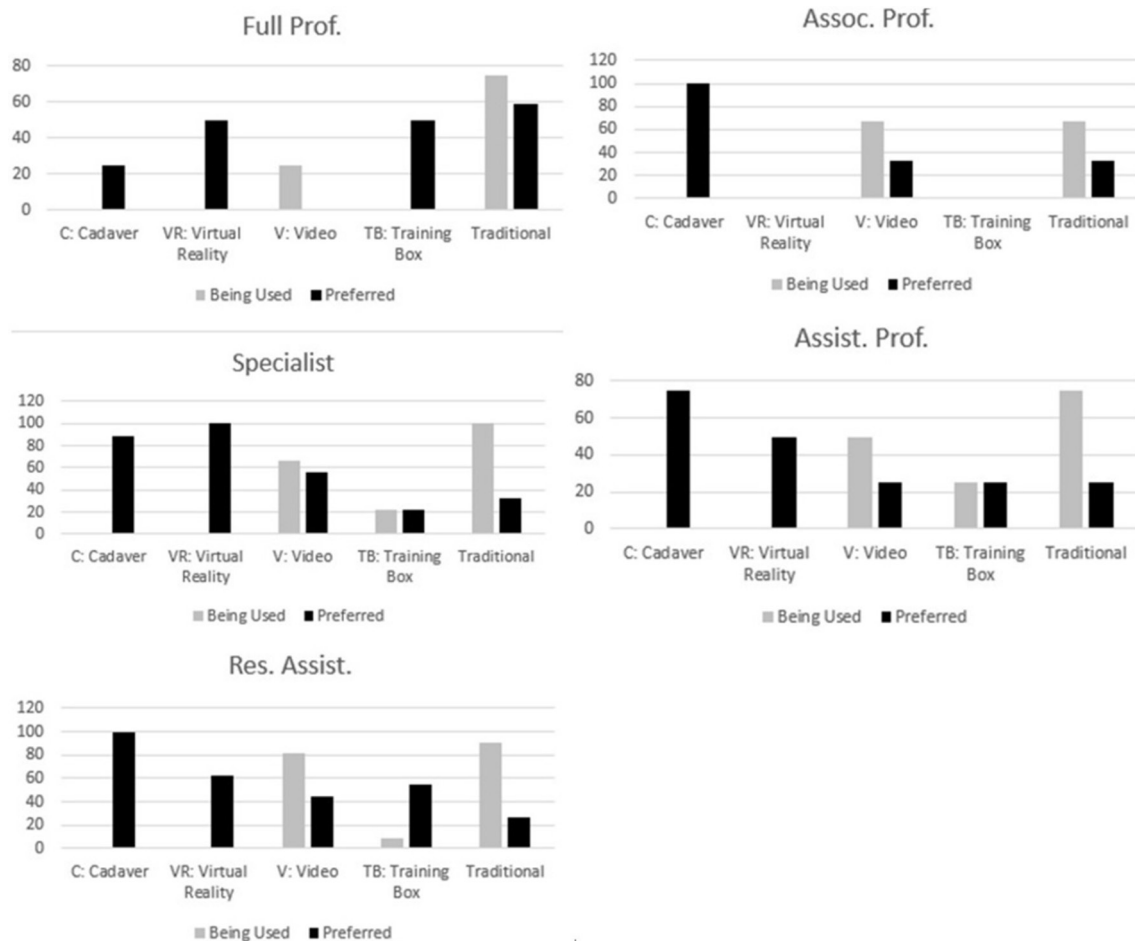 Full Prof.
80
60
40
20
0
C: Cadaver VR: Virtual Reality V: Video TB: Training Box Traditional
Being Used Preferred
Assoc. Prof.
120
100
80
60
40
20
0
C: Cadaver VR: Virtual Reality V: Video TB: Training Box Traditional
Being Used Preferred
Specialist
120
100
80
60
40
20
0
C: Cadaver VR: Virtual Reality V: Video TB: Training Box Traditional
Being Used Preferred
Assist. Prof.
80
60
40
20
0
C: Cadaver VR: Virtual Reality V: Video TB: Training Box Traditional
Being Used Preferred
Res. Assist.
120
100
80
60
40
20
0
C: Cadaver VR: Virtual Reality V: Video TB: Training Box Traditional
Being Used Preferred